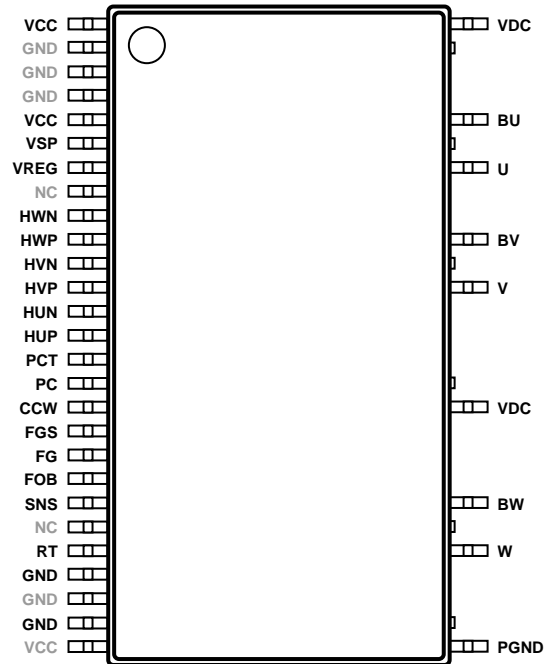 VCC
GND
GND
GND
VCC
VSP
VREG
NC
HWN
HWP
HVN
HVP
HUN
HUP
PCT
PC
CCW
FGS
FG
FOB
SNS
NC
RT
GND
GND
GND
VCC
VDC
BU
U
BV
V
VDC
BW
W
PGND